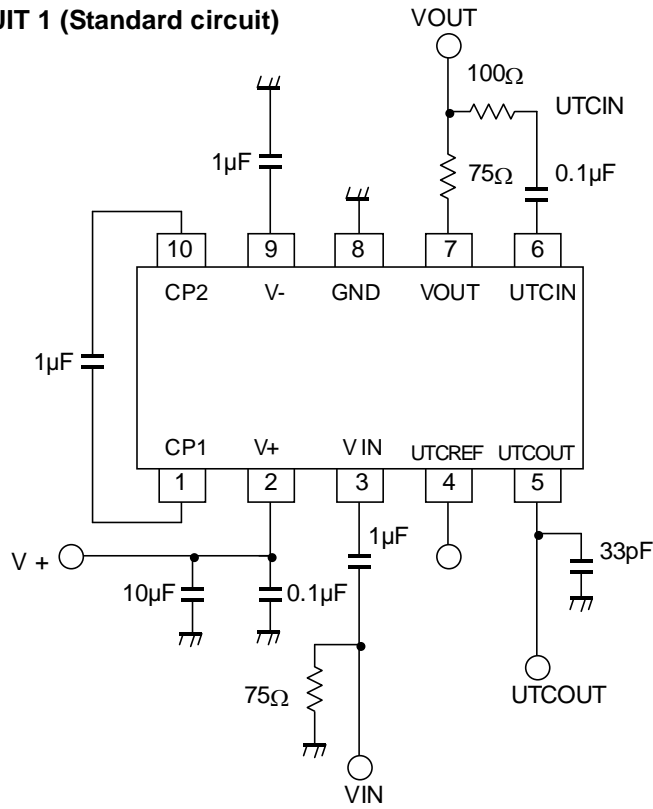 UIT 1 (Standard circuit)
VOUT
100Ω
UTCIN
1µF
75Ω
0.1µF
10
9
8
7
6
CP2
V-
GND
VOUT
UTCIN
1µF
CP1
V+
VIN
UTCREF
UTCOUT
1
2
3
4
5
V +
10µF
0.1µF
1µF
33pF
75Ω
UTCOUT
VIN